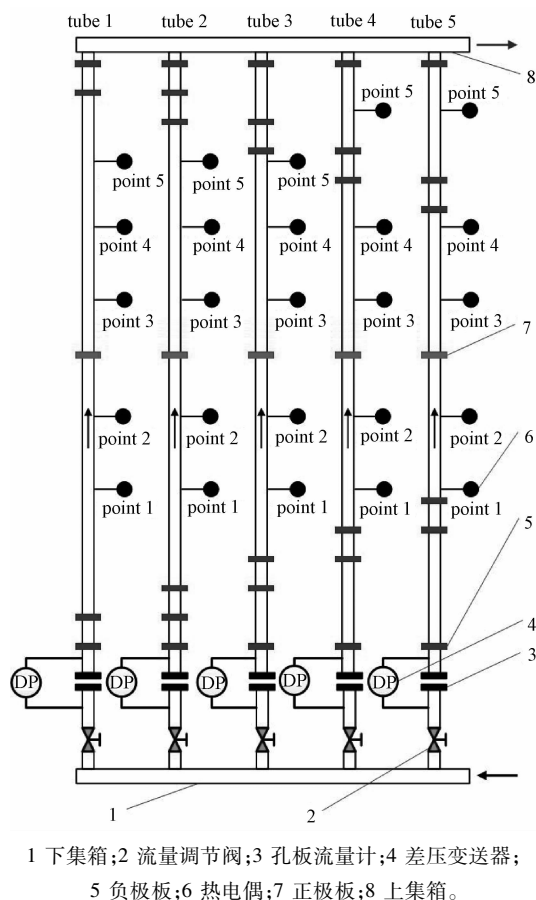 tube 1 tube 2 tube 3 tube 4 tube 5
8
point 5 point 5
point 5 point 5 point 5
point 4 point 4 point 4 point 4 point 4
point 3 point 3 point 3 point 3 point 3
7
point 2 point 2 point 2 point 2 point 2
6
point 1 point 1 point 1 point 1 point 1
5
4
DP DP DP DP DP
3
1 2
1 下集箱;2 流量调节阀;3 孔板流量计;4 差压变送器;
5 负极板;6 热电偶;7 正极板;8 上集箱。